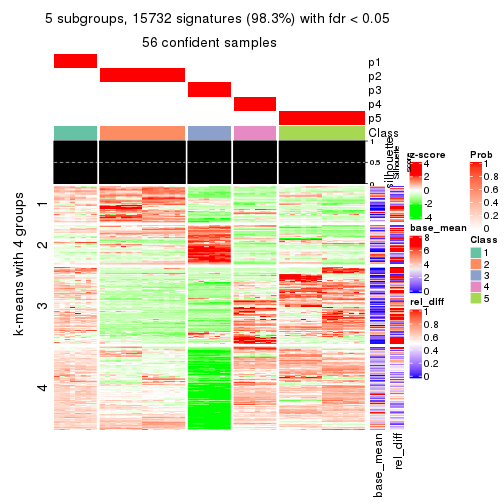 5 subgroups, 15732 signatures (98.3%) with fdr < 0.05
56 confident samples
p1
p2
p3
p4
p5
Class
1
0.5
0
silhouette
Silhouette
score
k-means with 4 groups
1
2
3
4
base_mean
rel_diff
z-score
4
2
0
-2
-4
base_mean
8
6
4
2
0
rel_diff
1
0.8
0.6
0.4
0.2
0
Prob
1
0.8
0.6
0.4
0.2
0
Class
1
2
3
4
5